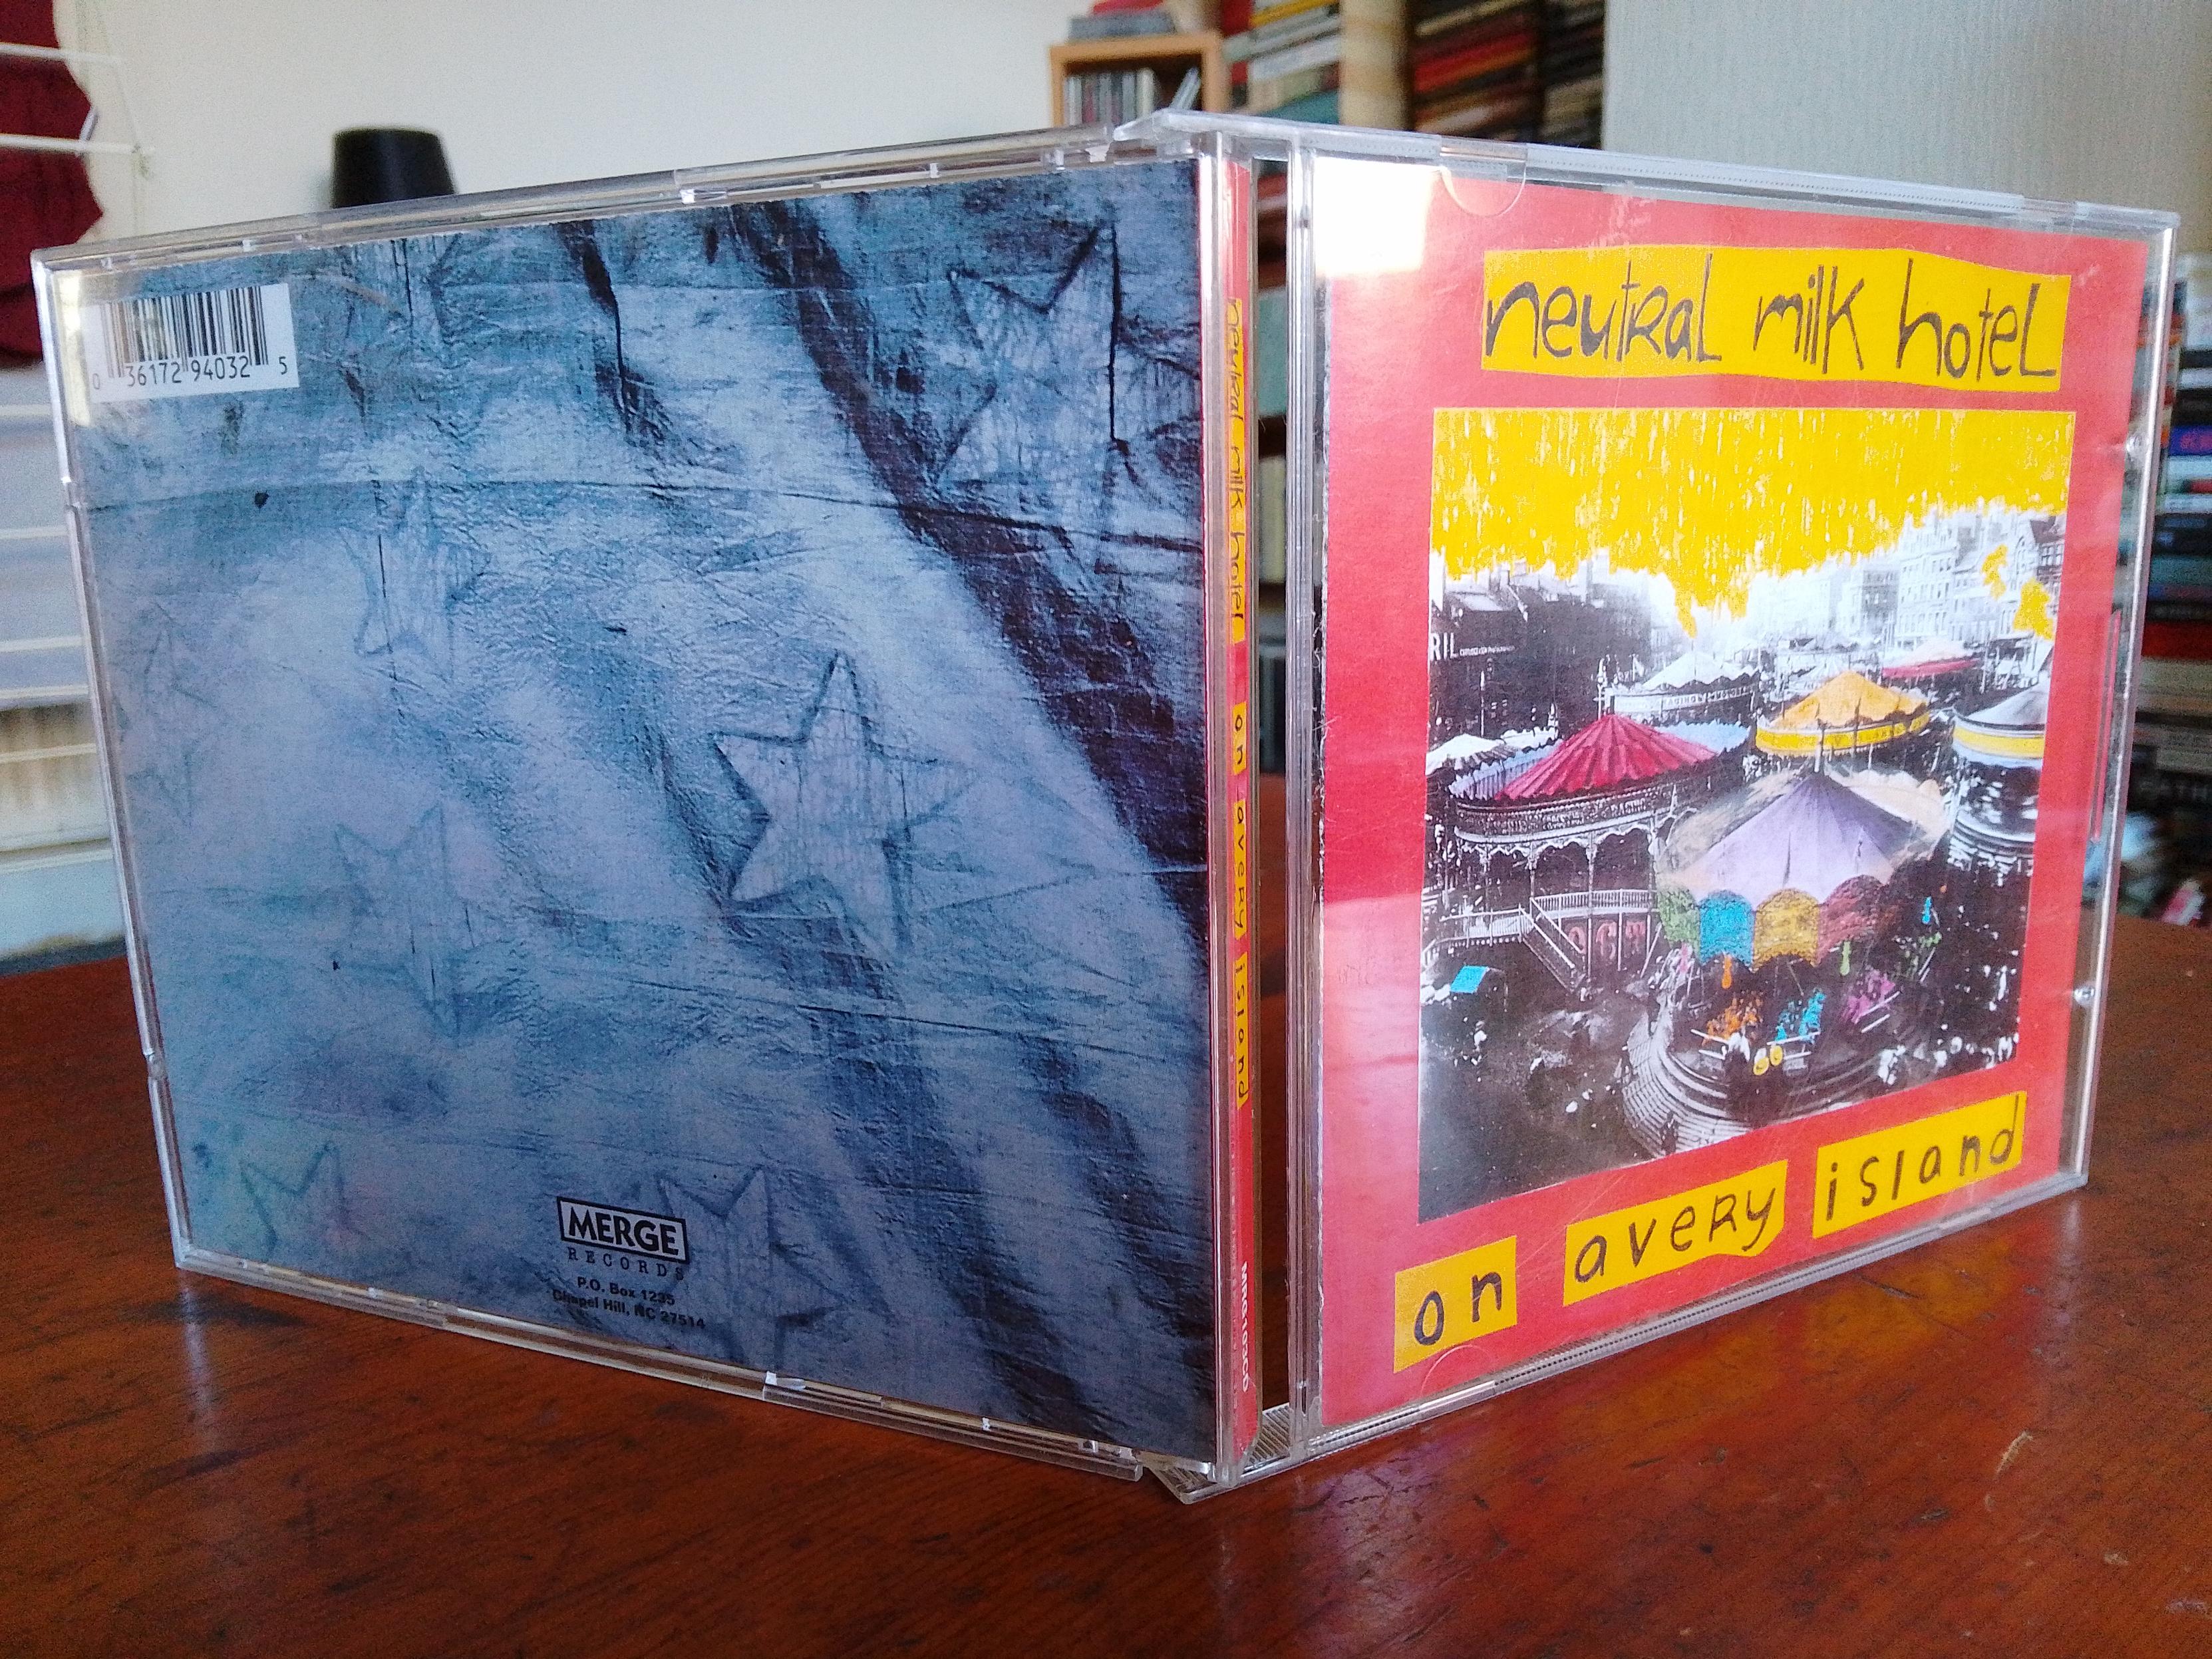 0 36172 94032 5
MERGE
RECORDS
P.O. Box 1235
Chapel Hill, NC 27514
neutral milk hotel on avery island
neutral milk hotel
RIL
on avery island